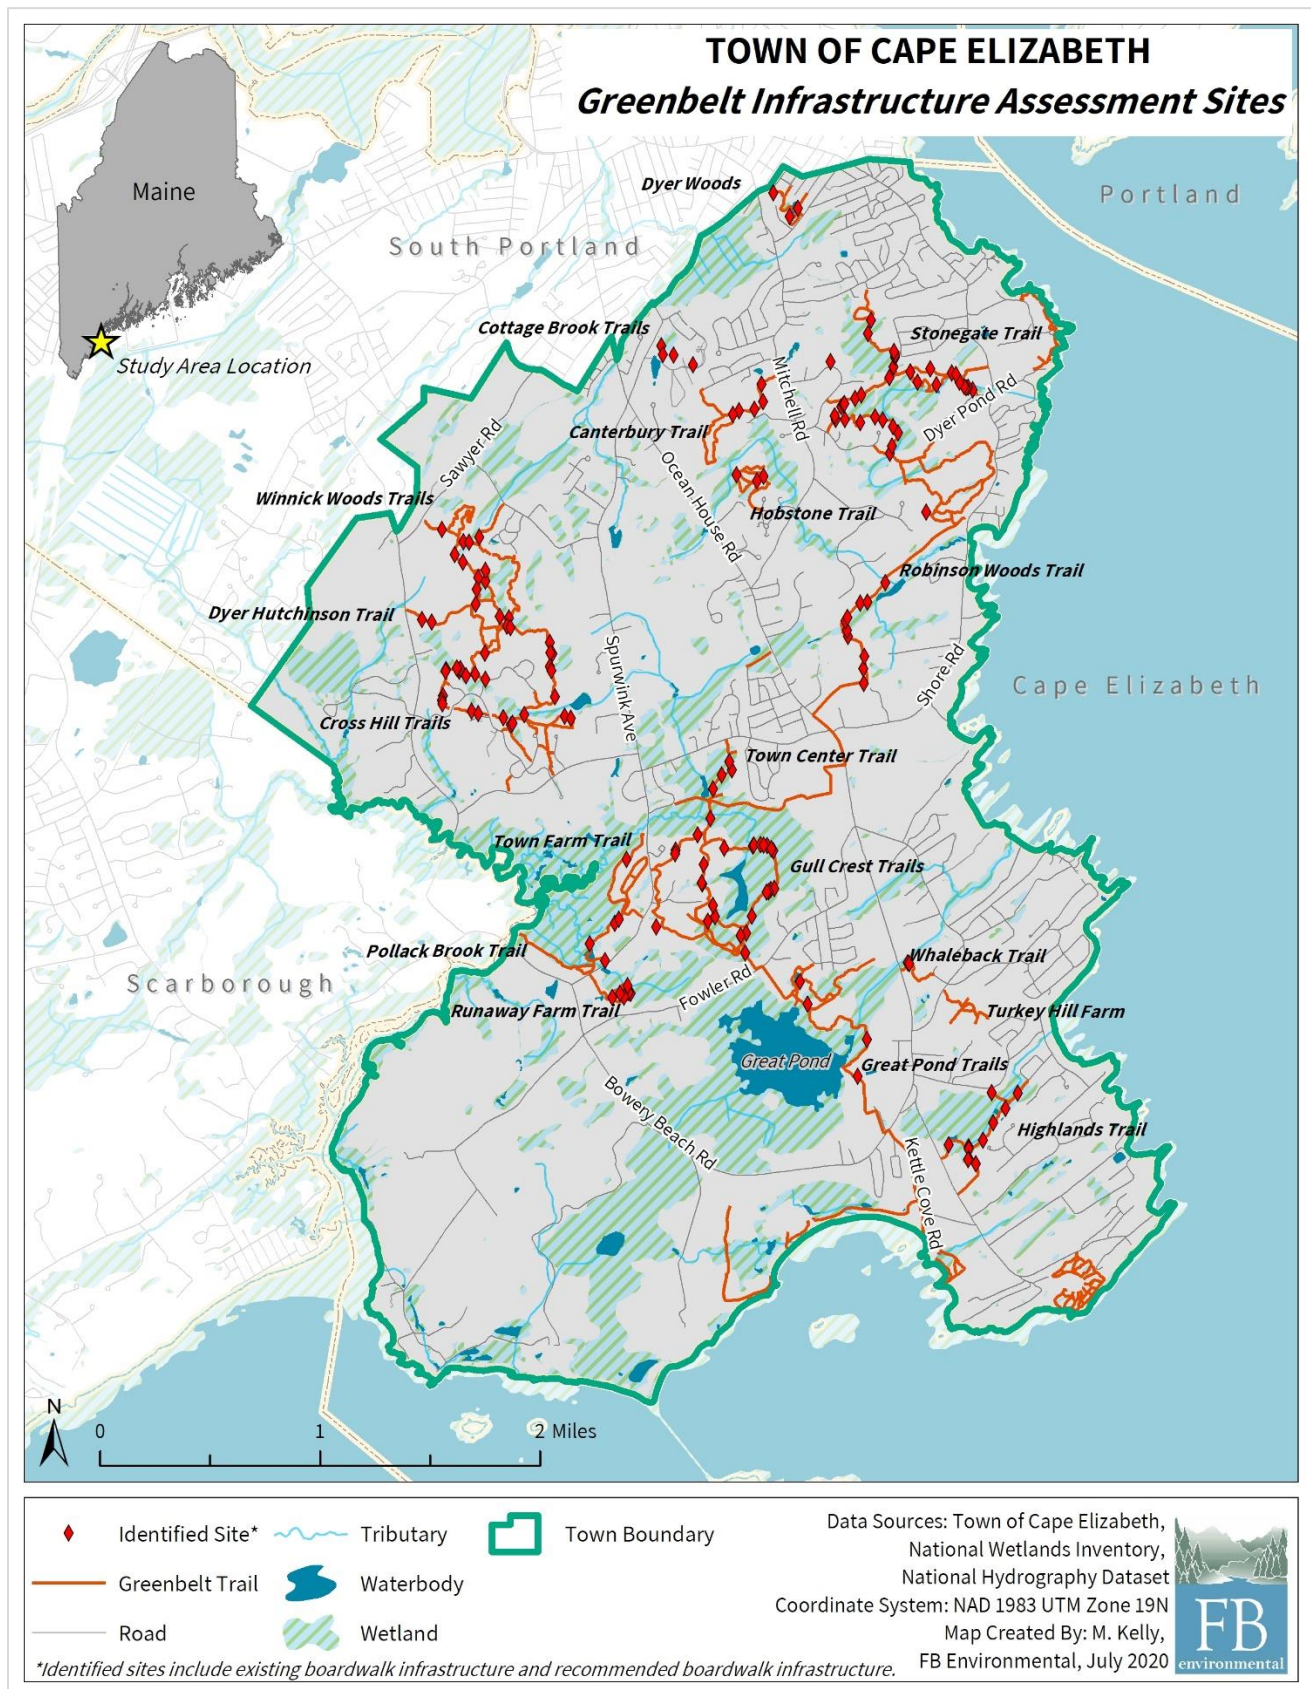 TOWN OF CAPE ELIZABETH
Greenbelt Infrastructure Assessment Sites
Maine
Study Area Location
Dyer Woods
Portland
South Portland
Cottage Brook Trails
Stonegate Trail
Mitchell Rd
Dyer Pond Rd
Sawyer Rd
Canterbury Trail
Ocean House Rd
Winnick Woods Trails
Hobstone Trail
Robinson Woods Trail
Dyer Hutchinson Trail
Spurwink Ave
Shore Rd
Cape Elizabeth
Cross Hill Trails
Town Center Trail
Town Farm Trail
Gull Crest Trails
Pollack Brook Trail
Whaleback Trail
Scarborough
Fowler Rd
Runaway Farm Trail
Turkey Hill Farm
Great Pond
Great Pond Trails
Bowery Beach Rd
Highlands Trail
Kettle Cove Rd
N
0 1 2 Miles
Identified Site*
Tributary
Town Boundary
Greenbelt Trail
Waterbody
Road
Wetland
*Identified sites include existing boardwalk infrastructure and recommended boardwalk infrastructure.
Data Sources: Town of Cape Elizabeth,
National Wetlands Inventory,
National Hydrography Dataset
Coordinate System: NAD 1983 UTM Zone 19N
Map Created By: M. Kelly,
FB Environmental, July 2020
FB
environmental